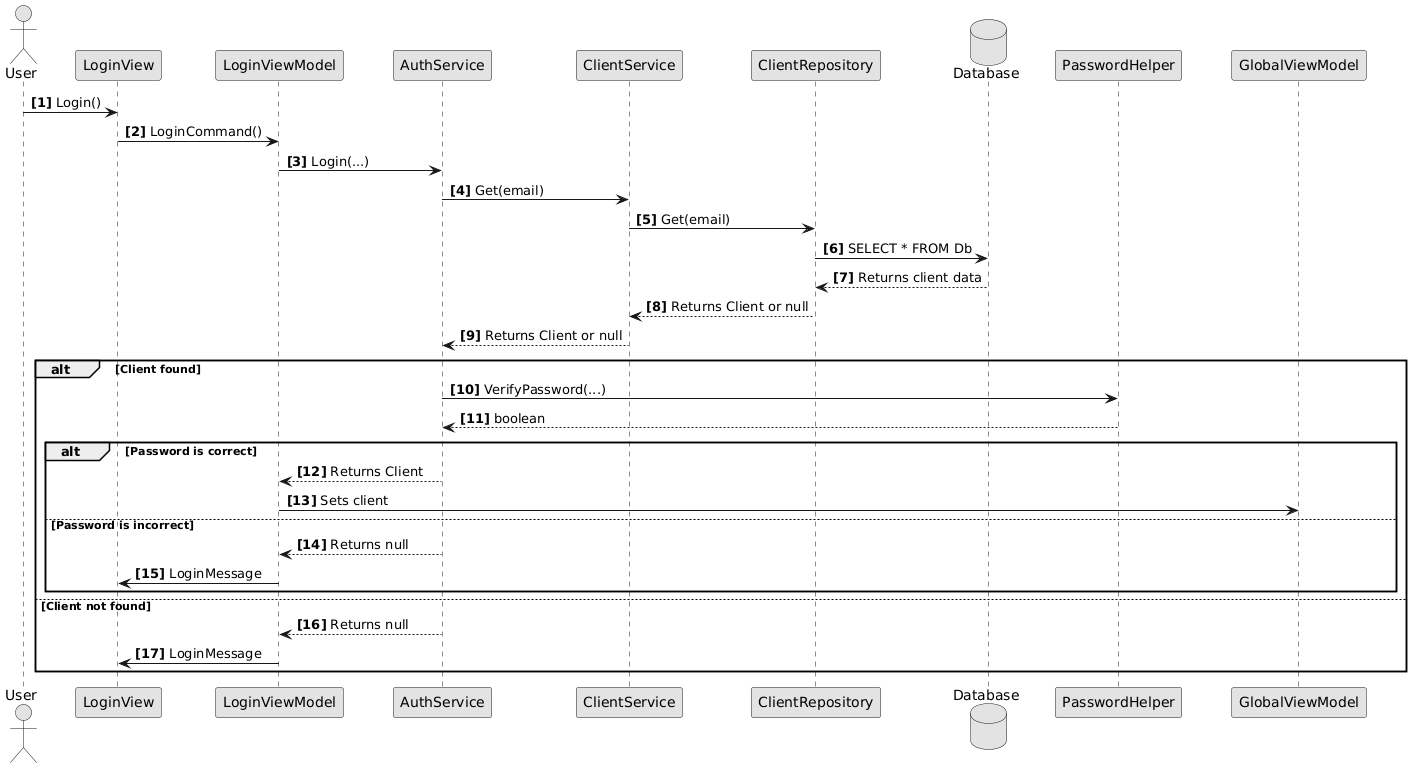 User
LoginView
LoginViewModel
AuthService
ClientService
ClientRepository
Database
PasswordHelper
GlobalViewModel
[1] Login()
[2] LoginCommand()
[3] Login(...)
[4] Get(email)
[5] Get(email)
[6] SELECT * FROM Db
[7] Returns client data
[8] Returns Client or null
[9] Returns Client or null
alt [Client found]
[10] VerifyPassword(...)
[11] boolean
alt [Password is correct]
[12] Returns Client
[13] Sets client
[Password is incorrect]
[14] Returns null
[15] LoginMessage
[Client not found]
[16] Returns null
[17] LoginMessage
User
LoginView
LoginViewModel
AuthService
ClientService
ClientRepository
Database
PasswordHelper
GlobalViewModel